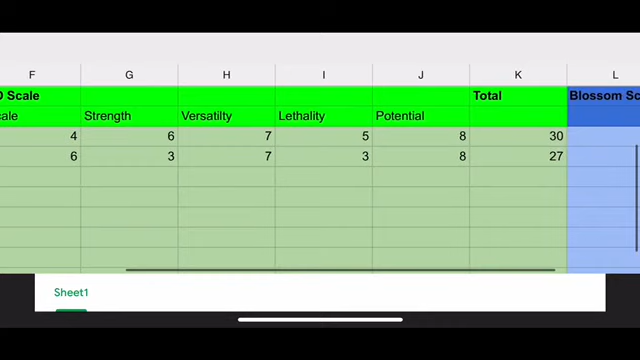 F G H I J K L
O Scale Total Blossom Sc
cale Strength Versatilty Lethality Potential
4 6 7 5 8 30
6 3 7 3 8 27
Sheet1